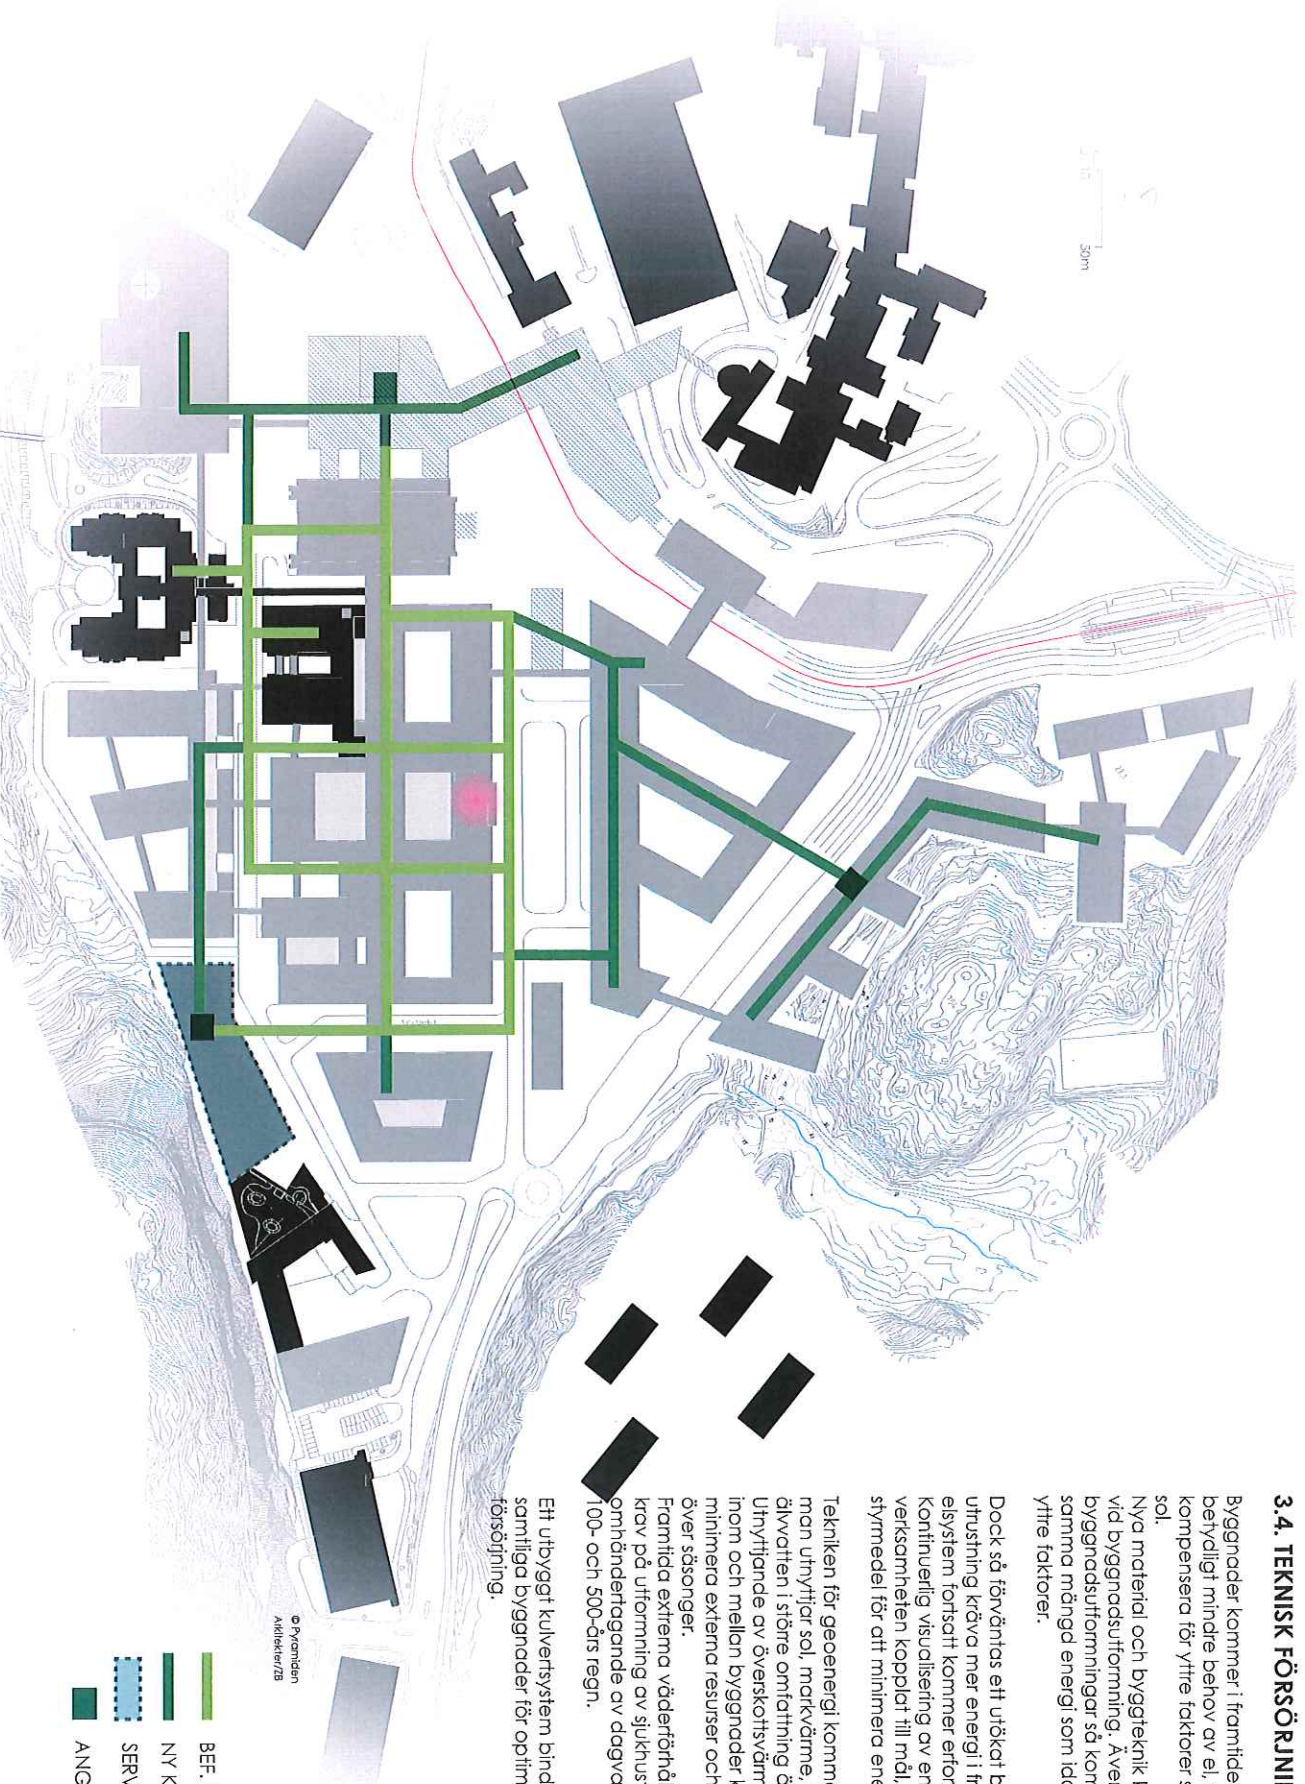 3.4. TEKNISK FÖRSÖRJNI
Byggnader kommer i framtide
betydligt mindre behov av el,
kompensera för yttre faktorer s
sol.
Nya material och byggteknik
vid byggnadsutformning. Äver
byggnadsutformningar så kom
samma mängd energi som ida
yttre faktorer.
Dock så förväntas ett utökat b
utrustning kräva mer energi i fr
elsystem fortsatt kommer erfor
Kontinuerlig visualisering av en
verksamheten kopplat till mål,
styrmedel för att minimera ene
Tekniken för geoenergi komme
man utnyttjar sol, markvärme,
älvvatten i större omfattning ä
Utnyttjande av överskottsvärm
inom och mellan byggnader k
minimera externa resurser och
över säsonger.
Framtida extrema väderförhå
krav på utformning av sjukhus
omhändertagande av dagva
100- och 500-års regn.
Ett utbyggt kulvertsystem bind
samtliga byggnader för optim
försörjning.
© Pyramiden
Arkitekter/ZB
BEF.
NY K
SERV
ANG
50m